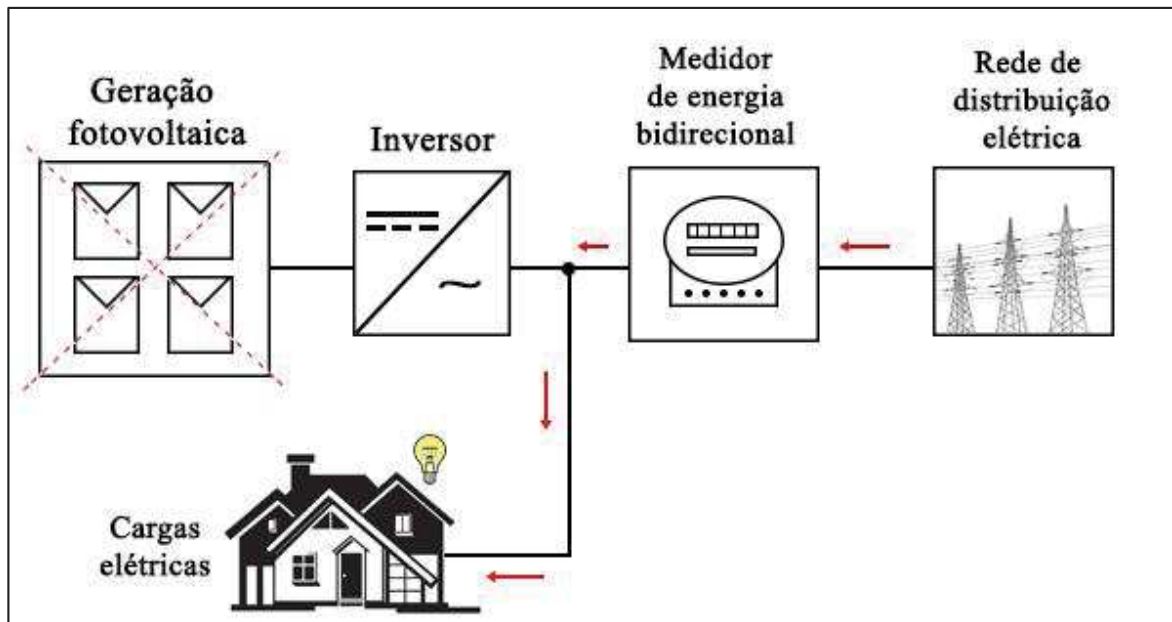 Geração
fotovoltaica
Inversor
Medidor
de energia
bidirecional
Rede de
distribuição
elétrica
Cargas
elétricas